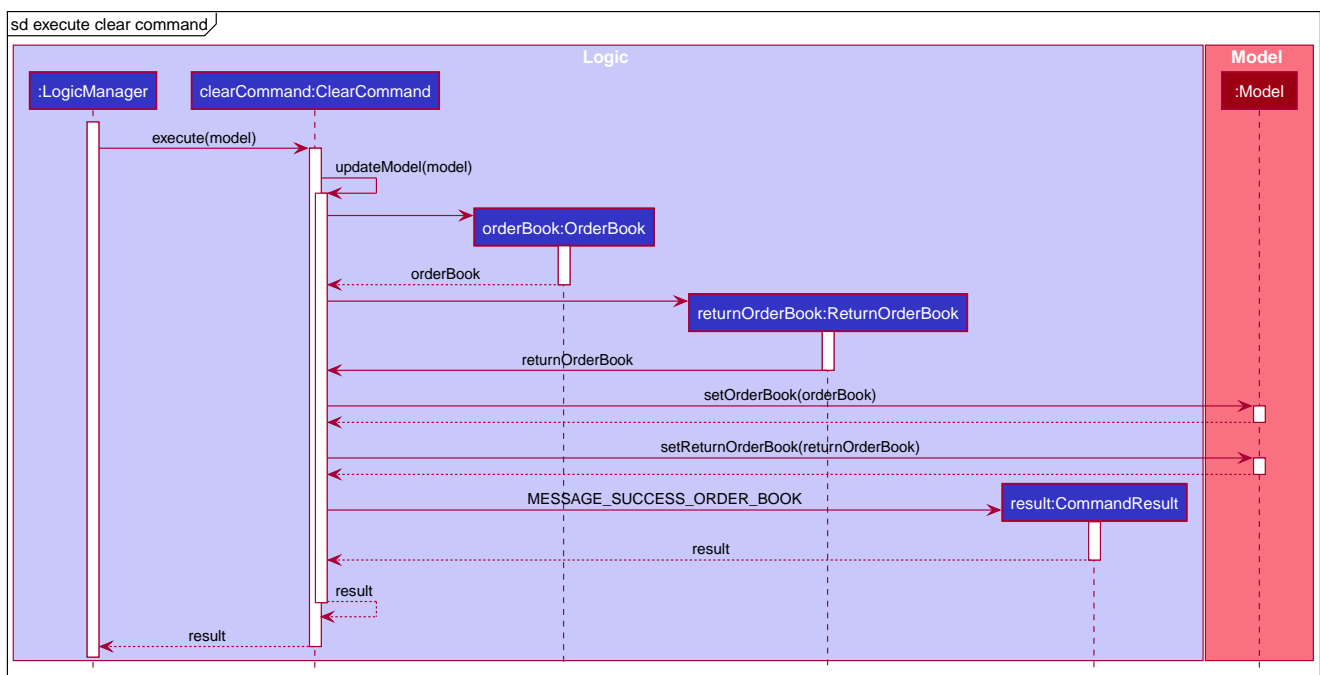 sd execute clear command
Logic
Model
:LogicManager
clearCommand:ClearCommand
:Model
execute(model)
updateModel(model)
orderBook:OrderBook
orderBook
returnOrderBook:ReturnOrderBook
returnOrderBook
setOrderBook(orderBook)
setReturnOrderBook(returnOrderBook)
MESSAGE_SUCCESS_ORDER_BOOK
result:CommandResult
result
result
result